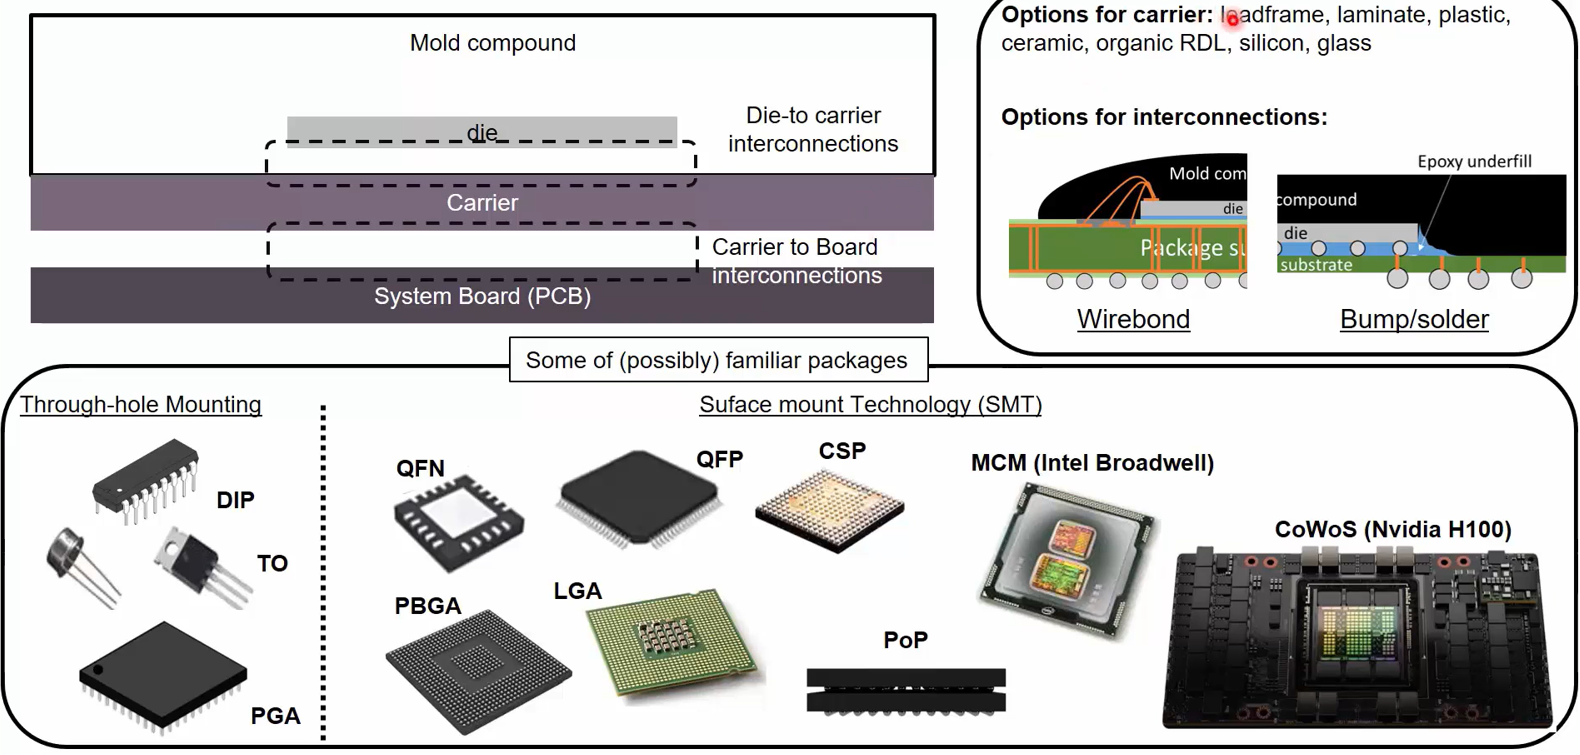 Mold compound
die
Die-to carrier
interconnections
Carrier
Carrier to Board
interconnections
System Board (PCB)
Options for carrier: leadframe, laminate, plastic,
ceramic, organic RDL, silicon, glass
Options for interconnections:
Mold com
die
Package su
Wirebond
Epoxy underfill
compound
die
substrate
Bump/solder
Some of (possibly) familiar packages
Through-hole Mounting
DIP
TO
PGA
Suface mount Technology (SMT)
QFN
QFP
CSP
MCM (Intel Broadwell)
CoWoS (Nvidia H100)
PBGA
LGA
PoP